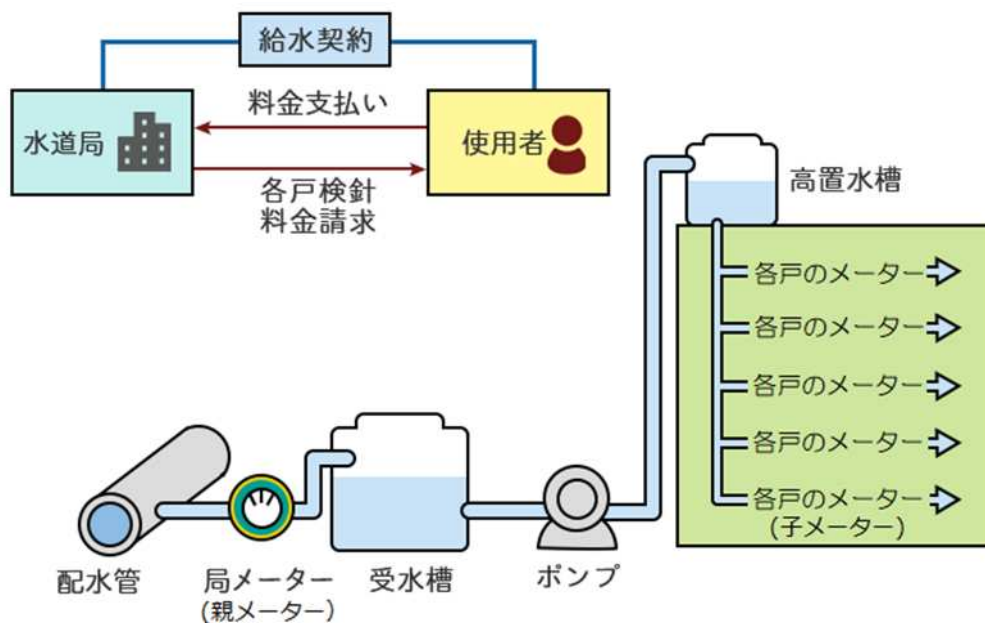 給水契約
水道局
料金支払い
使用者
各戸検針
料金請求
高置水槽
各戸のメーター
各戸のメーター
各戸のメーター
各戸のメーター
各戸のメーター
(子メーター)
配水管
局メーター
(親メーター)
受水槽
ポンプ